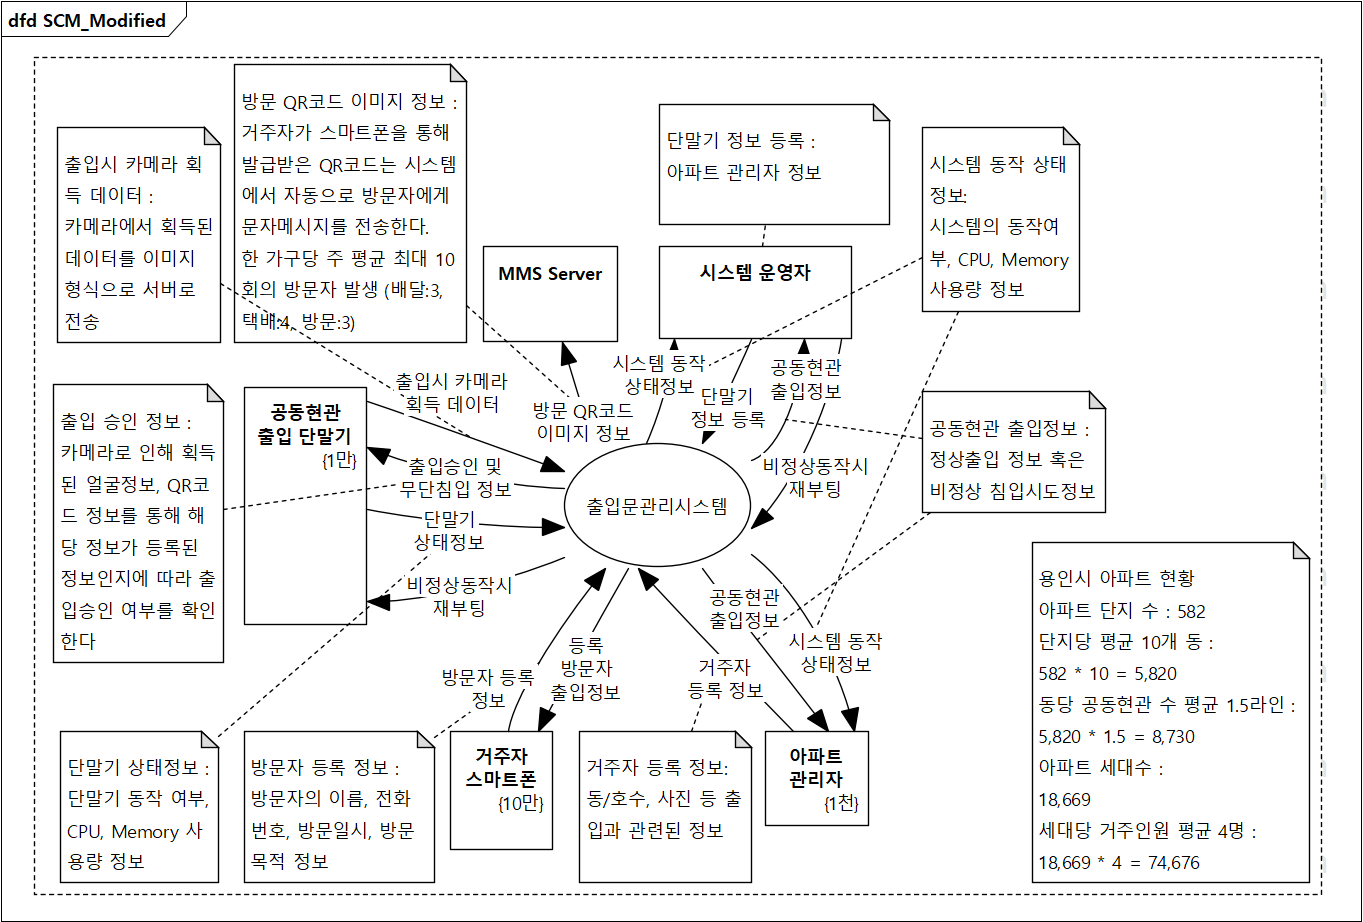 dfd SCM_Modified
출입시 카메라 획
득 데이터 :
카메라에서 획득된
데이터를 이미지
형식으로 서버로
전송
방문 QR코드 이미지 정보 :
거주자가 스마트폰을 통해
발급받은 QR코드는 시스템
에서 자동으로 방문자에게
문자메시지를 전송한다.
한 가구당 주 평균 최대 10
회의 방문자 발생 (배달:3,
택배:4, 방문:3)
단말기 정보 등록 :
아파트 관리자 정보
시스템 동작 상태
정보:
시스템의 동작여
부, CPU, Memory
사용량 정보
MMS Server
시스템 운영자
출입시 카메라
획득 데이터
방문 QR코드
이미지 정보
시스템 동작
상태정보
단말기
정보 등록
공동현관
출입정보
비정상동작시
재부팅
출입 승인 정보 :
카메라로 인해 획득
된 얼굴정보, QR코
드 정보를 통해 해
당 정보가 등록된
정보인지에 따라 출
입승인 여부를 확인
한다
공동현관
출입 단말기
{1만}
출입승인 및
무단침입 정보
단말기
상태정보
비정상동작시
재부팅
출입문관리시스템
공동현관 출입정보 :
정상출입 정보 혹은
비정상 침입시도정보
방문자 등록
정보
등록
방문자
출입정보
거주자
등록 정보
공동현관
출입정보
시스템 동작
상태정보
단말기 상태정보 :
단말기 동작 여부,
CPU, Memory 사
용량 정보
방문자 등록 정보 :
방문자의 이름, 전화
번호, 방문일시, 방문
목적 정보
거주자
스마트폰
{10만}
거주자 등록 정보:
동/호수, 사진 등 출
입과 관련된 정보
아파트
관리자
{1천}
용인시 아파트 현황
아파트 단지 수 : 582
단지당 평균 10개 동 :
582 * 10 = 5,820
동당 공동현관 수 평균 1.5라인 :
5,820 * 1.5 = 8,730
아파트 세대수 :
18,669
세대당 거주인원 평균 4명 :
18,669 * 4 = 74,676